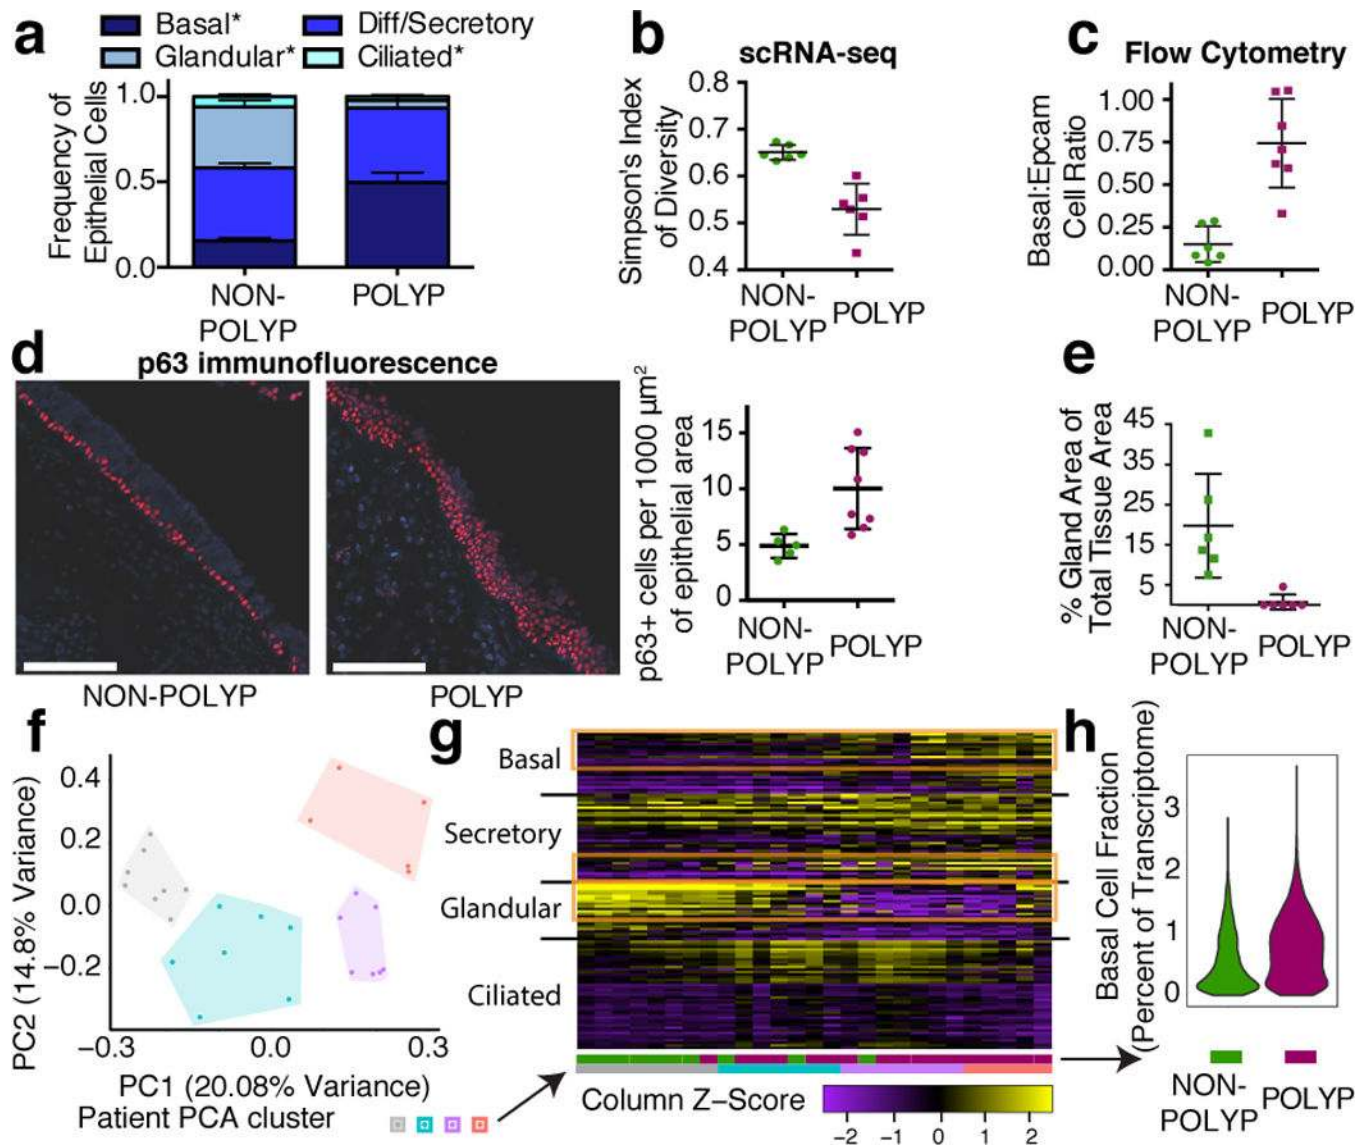 a
Basal*
Diff/Secretory
Glandular*
Ciliated*
Frequency of
Epithelial Cells
1.0
0.5
0.0
NON-
POLYP
POLYP
b
scRNA-seq
Simpson's Index
of Diversity
0.8
0.7
0.6
0.5
0.4
NON-
POLYP
POLYP
c
Flow Cytometry
Basal:Epcam
Cell Ratio
1.00
0.75
0.50
0.25
0.00
NON-
POLYP
POLYP
d
p63 immunofluorescence
NON-POLYP
POLYP
p63+ cells per 1000 µm²
of epithelial area
15
10
5
0
NON-
POLYP
POLYP
e
% Gland Area of
Total Tissue Area
45
35
25
15
5
NON-
POLYP
POLYP
f
PC2 (14.8% Variance)
0.4
0.2
0.0
−0.2
−0.3
0.0
0.3
PC1 (20.08% Variance)
Patient PCA cluster
g
Basal
Secretory
Glandular
Ciliated
Column Z−Score
−2
−1
0
1
2
h
Basal Cell Fraction
(Percent of Transcriptome)
3
2
1
0
NON-
POLYP
POLYP